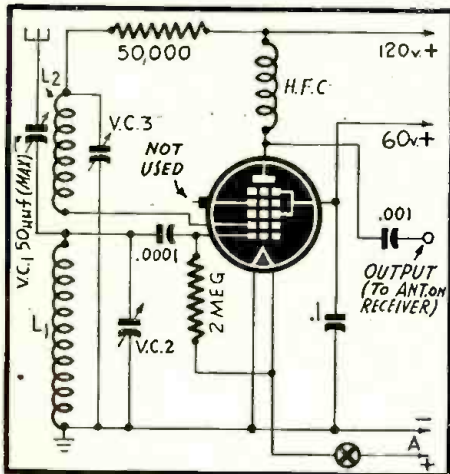 50,000
120v.+
L2
H.F.C
V.C.3
60v.+
NOT
USED
V.C.1 50μμf (MAX)
.0001
.001
2 MEG
OUTPUT
(TO ANT. ON
RECEIVER)
L1
V.C.2
.1
-
A
+